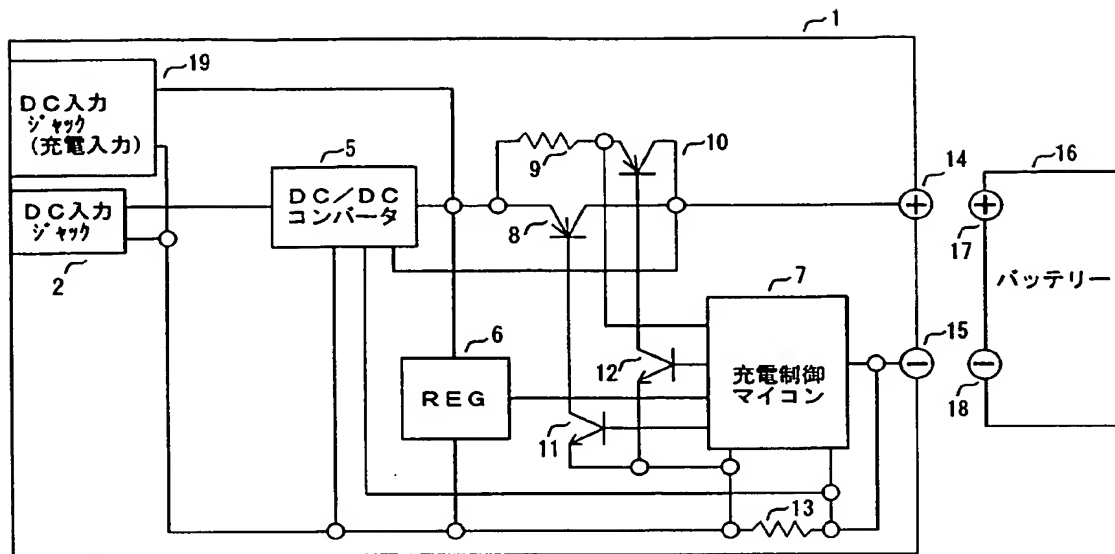 1
19
DC入力
ジャック
(充電入力)
5
10
DC/DC
コンバータ
9
14
16
DC入力
ジャック
8
+
+
17
2
7
バッテリー
6
15
REG
12
充電制御
マイコン
−
−
18
11
13